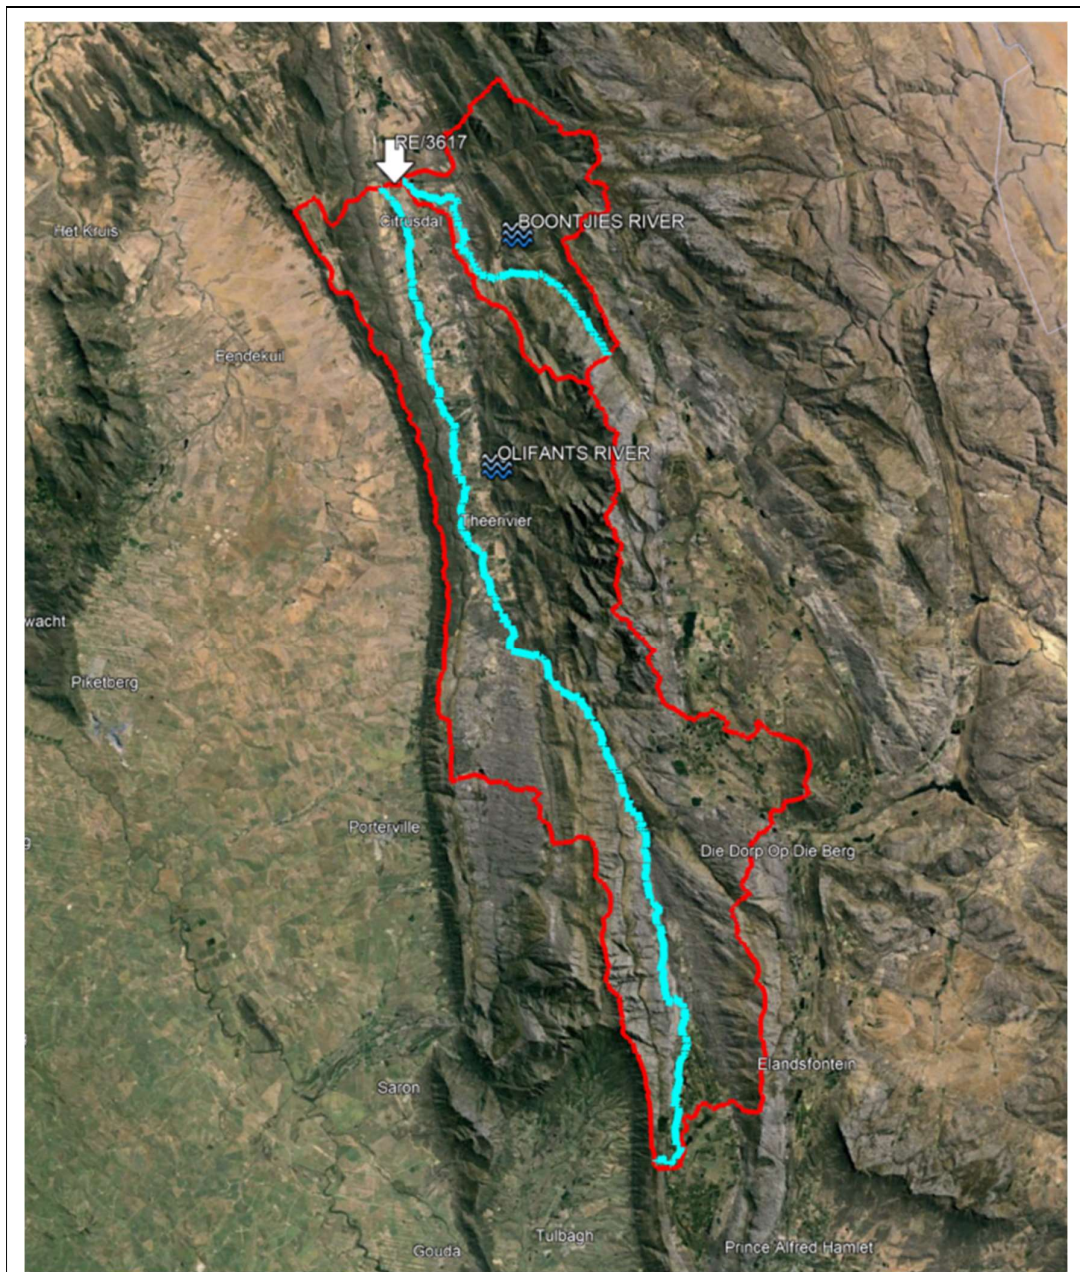 RE/3617
Citrusdal
BOONTJIES RIVER
Het Kruis
Eendekuil
OLIFANTS RIVER
Theerivier
wacht
Piketberg
Porterville
Die Dorp Op Die Berg
Elandsfontein
Saron
Tulbagh
Gouda
Prince Alfred Hamlet